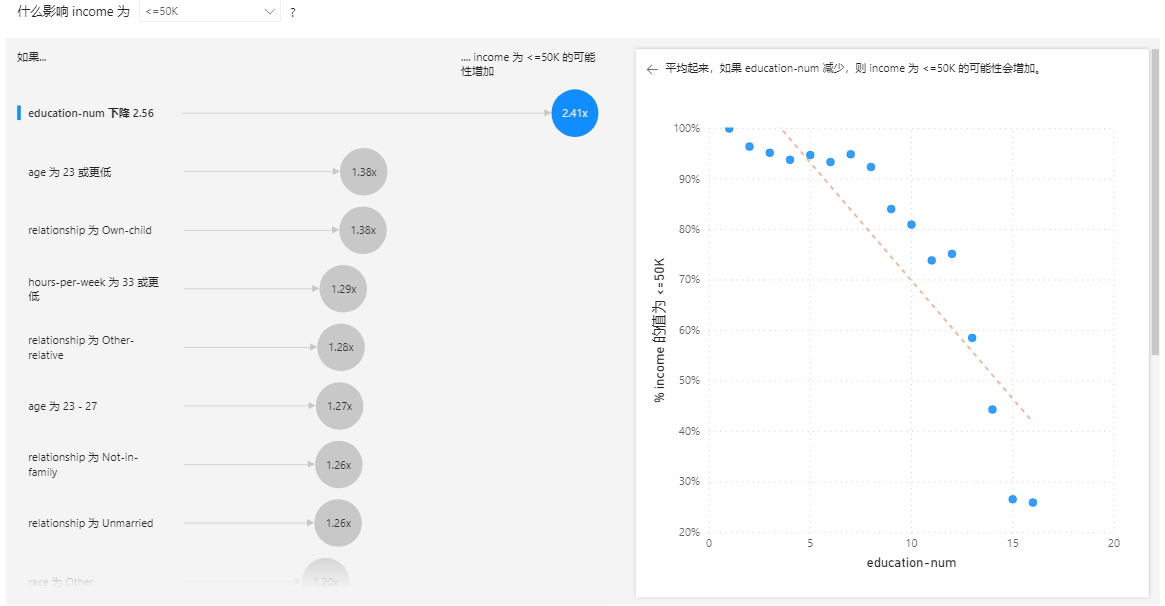 什么影响 income 为 <=50K ?
如果...
.... income 为 <=50K 的可能
性增加
education-num 下降 2.56
2.41x
age 为 23 或更低
1.38x
relationship 为 Own-child
1.38x
hours-per-week 为 33 或更
低
1.29x
relationship 为 Other-
relative
1.28x
age 为 23 - 27
1.27x
relationship 为 Not-in-
family
1.26x
relationship 为 Unmarried
1.26x
race 为 Other
1.20x
平均起来，如果 education-num 减少，则 income 为 <=50K 的可能性会增加。
% income 的值为 <=50K
100%
90%
80%
70%
60%
50%
40%
30%
20%
0 5 10 15 20
education-num